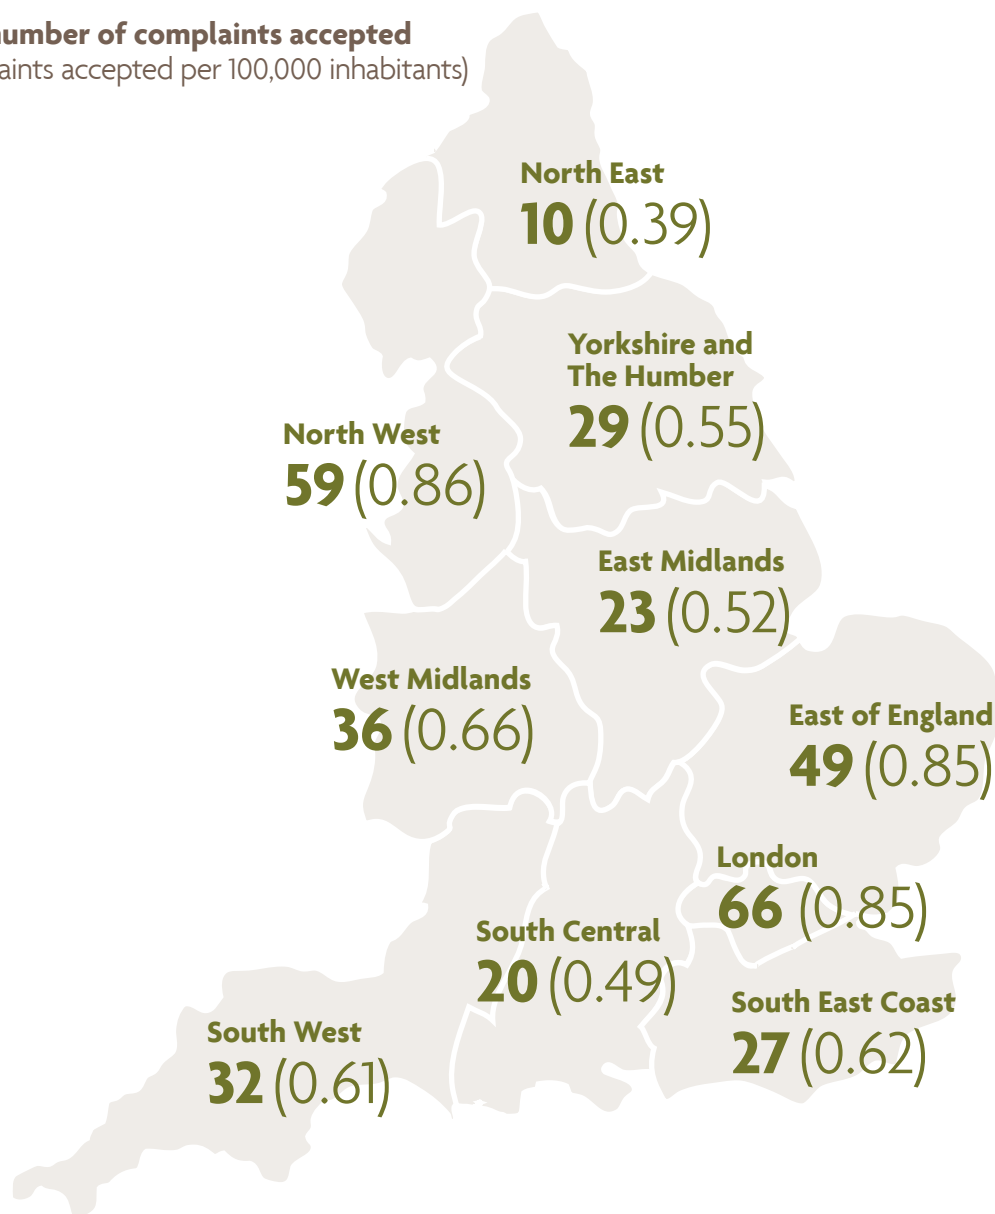 number of complaints accepted
aints accepted per 100,000 inhabitants)
North East
10 (0.39)
Yorkshire and
The Humber
29 (0.55)
North West
59 (0.86)
East Midlands
23 (0.52)
West Midlands
36 (0.66)
East of England
49 (0.85)
London
66 (0.85)
South Central
20 (0.49)
South East Coast
27 (0.62)
South West
32 (0.61)